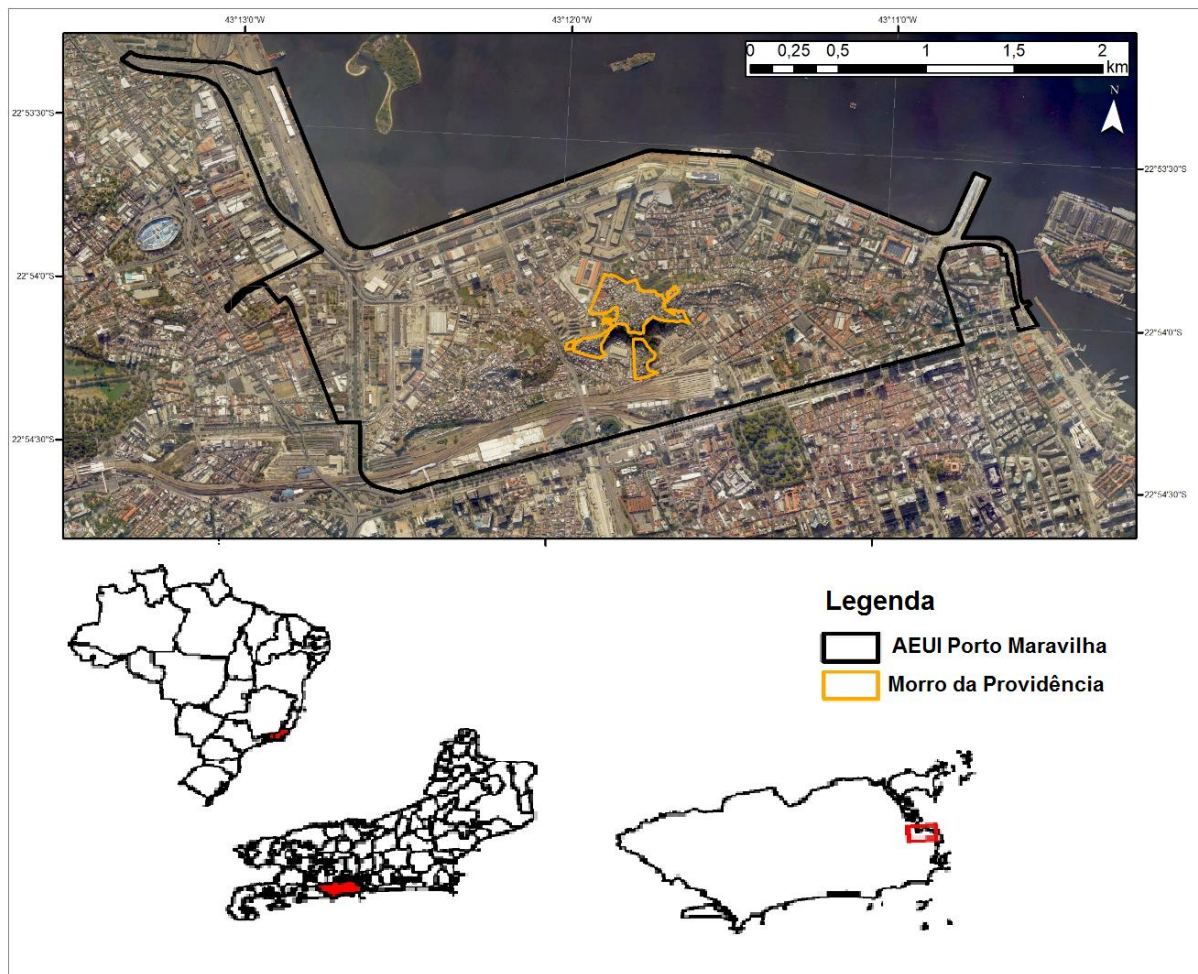 43°13'0"W 43°12'0"W 43°11'0"W
0 0,25 0,5 1 1,5 2
km
N
22°53'30"S
22°53'30"S
22°54'0"S
22°54'0"S
22°54'30"S
22°54'30"S
Legenda
AEUI Porto Maravilha
Morro da Providência